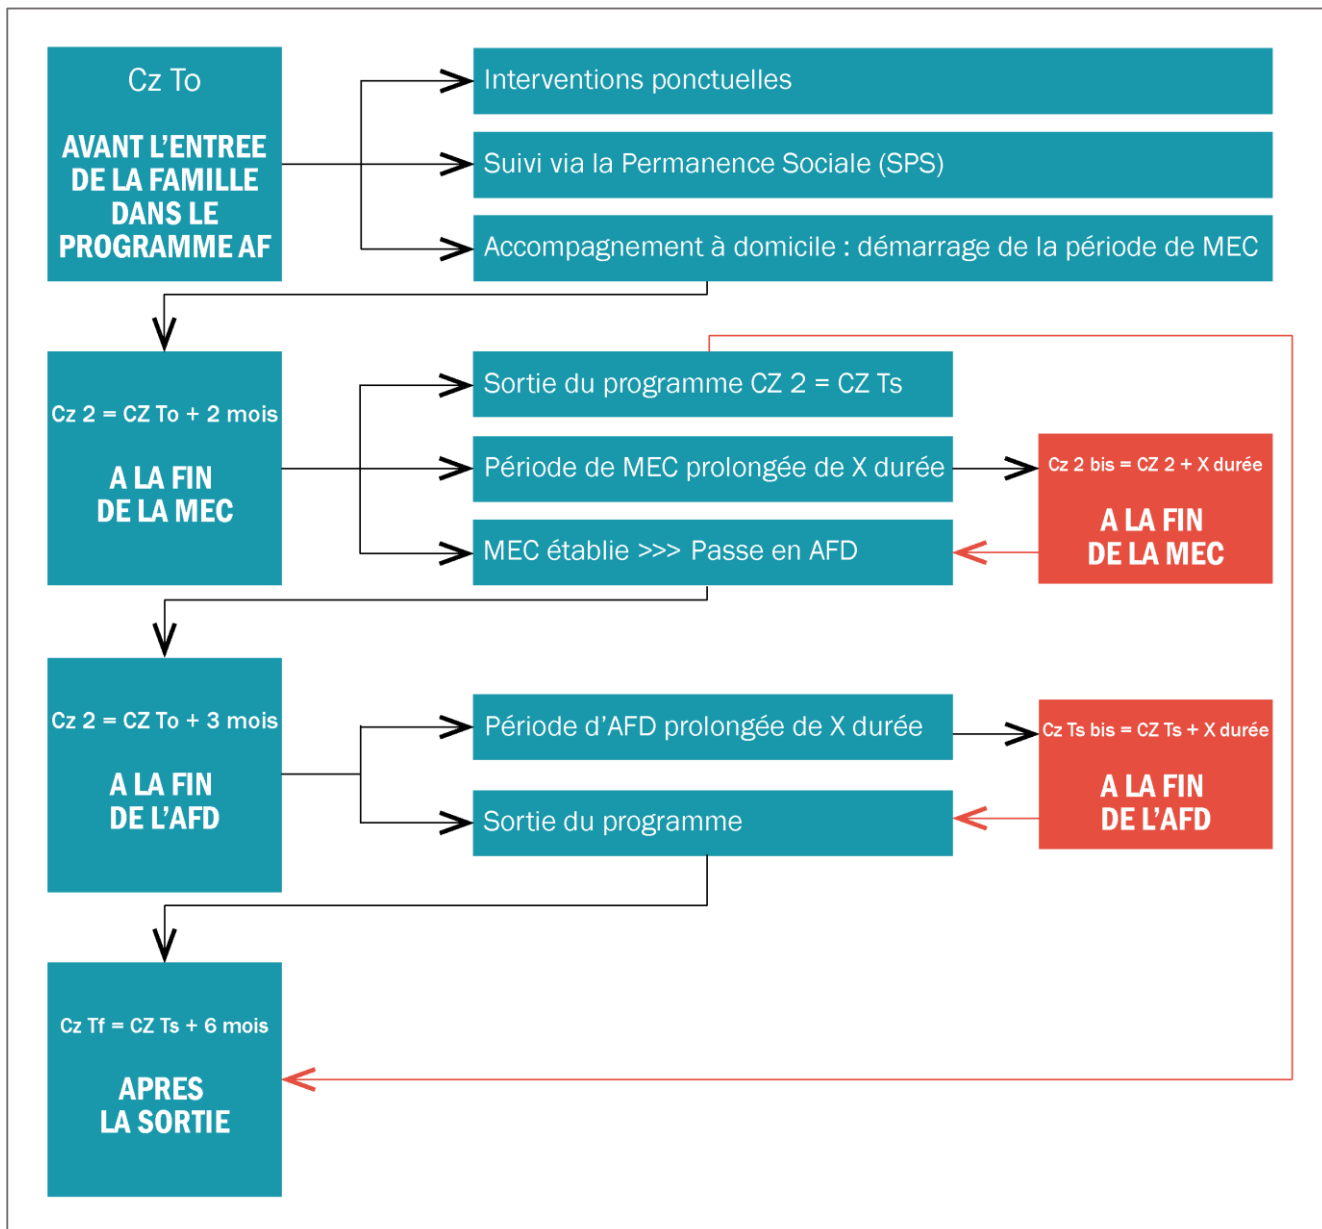 Cz To
AVANT L'ENTREE
DE LA FAMILLE
DANS LE
PROGRAMME AF
Interventions ponctuelles
Suivi via la Permanence Sociale (SPS)
Accompagnement à domicile : démarrage de la période de MEC
Cz 2 = CZ To + 2 mois
A LA FIN
DE LA MEC
Sortie du programme CZ 2 = CZ Ts
Période de MEC prolongée de X durée
MEC établie >>> Passe en AFD
Cz 2 bis = CZ 2 + X durée
A LA FIN
DE LA MEC
Cz 2 = CZ To + 3 mois
A LA FIN
DE L'AFD
Période d'AFD prolongée de X durée
Sortie du programme
Cz Ts bis = CZ Ts + X durée
A LA FIN
DE L'AFD
Cz Tf = CZ Ts + 6 mois
APRES
LA SORTIE